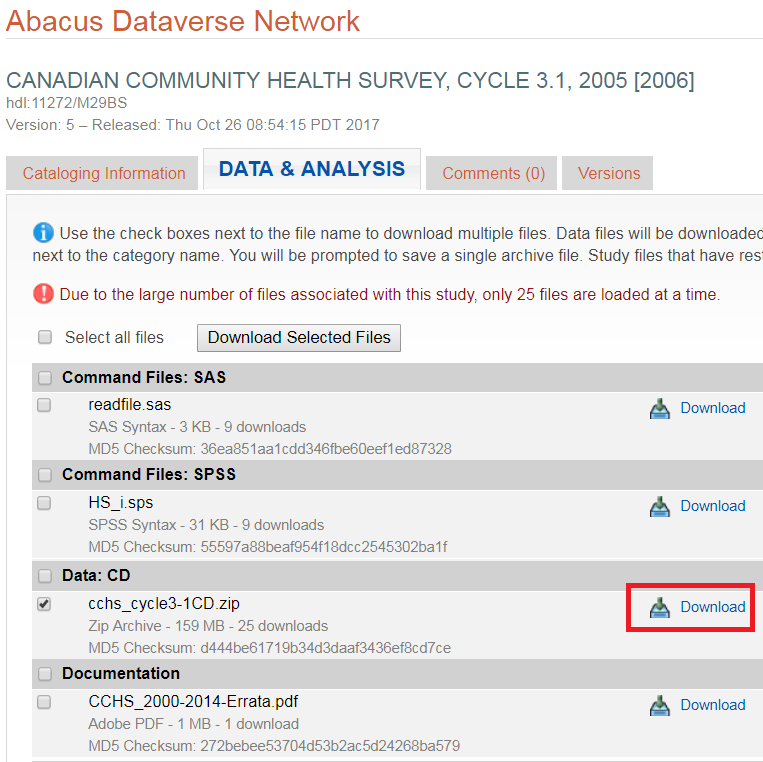 Abacus Dataverse Network
CANADIAN COMMUNITY HEALTH SURVEY, CYCLE 3.1, 2005 [2006]
hdl:11272/M29BS
Version: 5 – Released: Thu Oct 26 08:54:15 PDT 2017
Cataloging Information
DATA & ANALYSIS
Comments (0)
Versions
Use the check boxes next to the file name to download multiple files. Data files will be downloaded
next to the category name. You will be prompted to save a single archive file. Study files that have res
Due to the large number of files associated with this study, only 25 files are loaded at a time.
Select all files
Download Selected Files
Command Files: SAS
readfile.sas
Download
SAS Syntax - 3 KB - 9 downloads
MD5 Checksum: 36ea851aa1cdd346fbe60eef1ed87328
Command Files: SPSS
HS_i.sps
Download
SPSS Syntax - 31 KB - 9 downloads
MD5 Checksum: 55597a88beaf954f18dcc2545302ba1f
Data: CD
cchs_cycle3-1CD.zip
Download
Zip Archive - 159 MB - 25 downloads
MD5 Checksum: d444be61719b34d3daaf3436ef8cd7ce
Documentation
CCHS_2000-2014-Errata.pdf
Download
Adobe PDF - 1 MB - 1 download
MD5 Checksum: 272bebee53704d53b2ac5d24268ba579